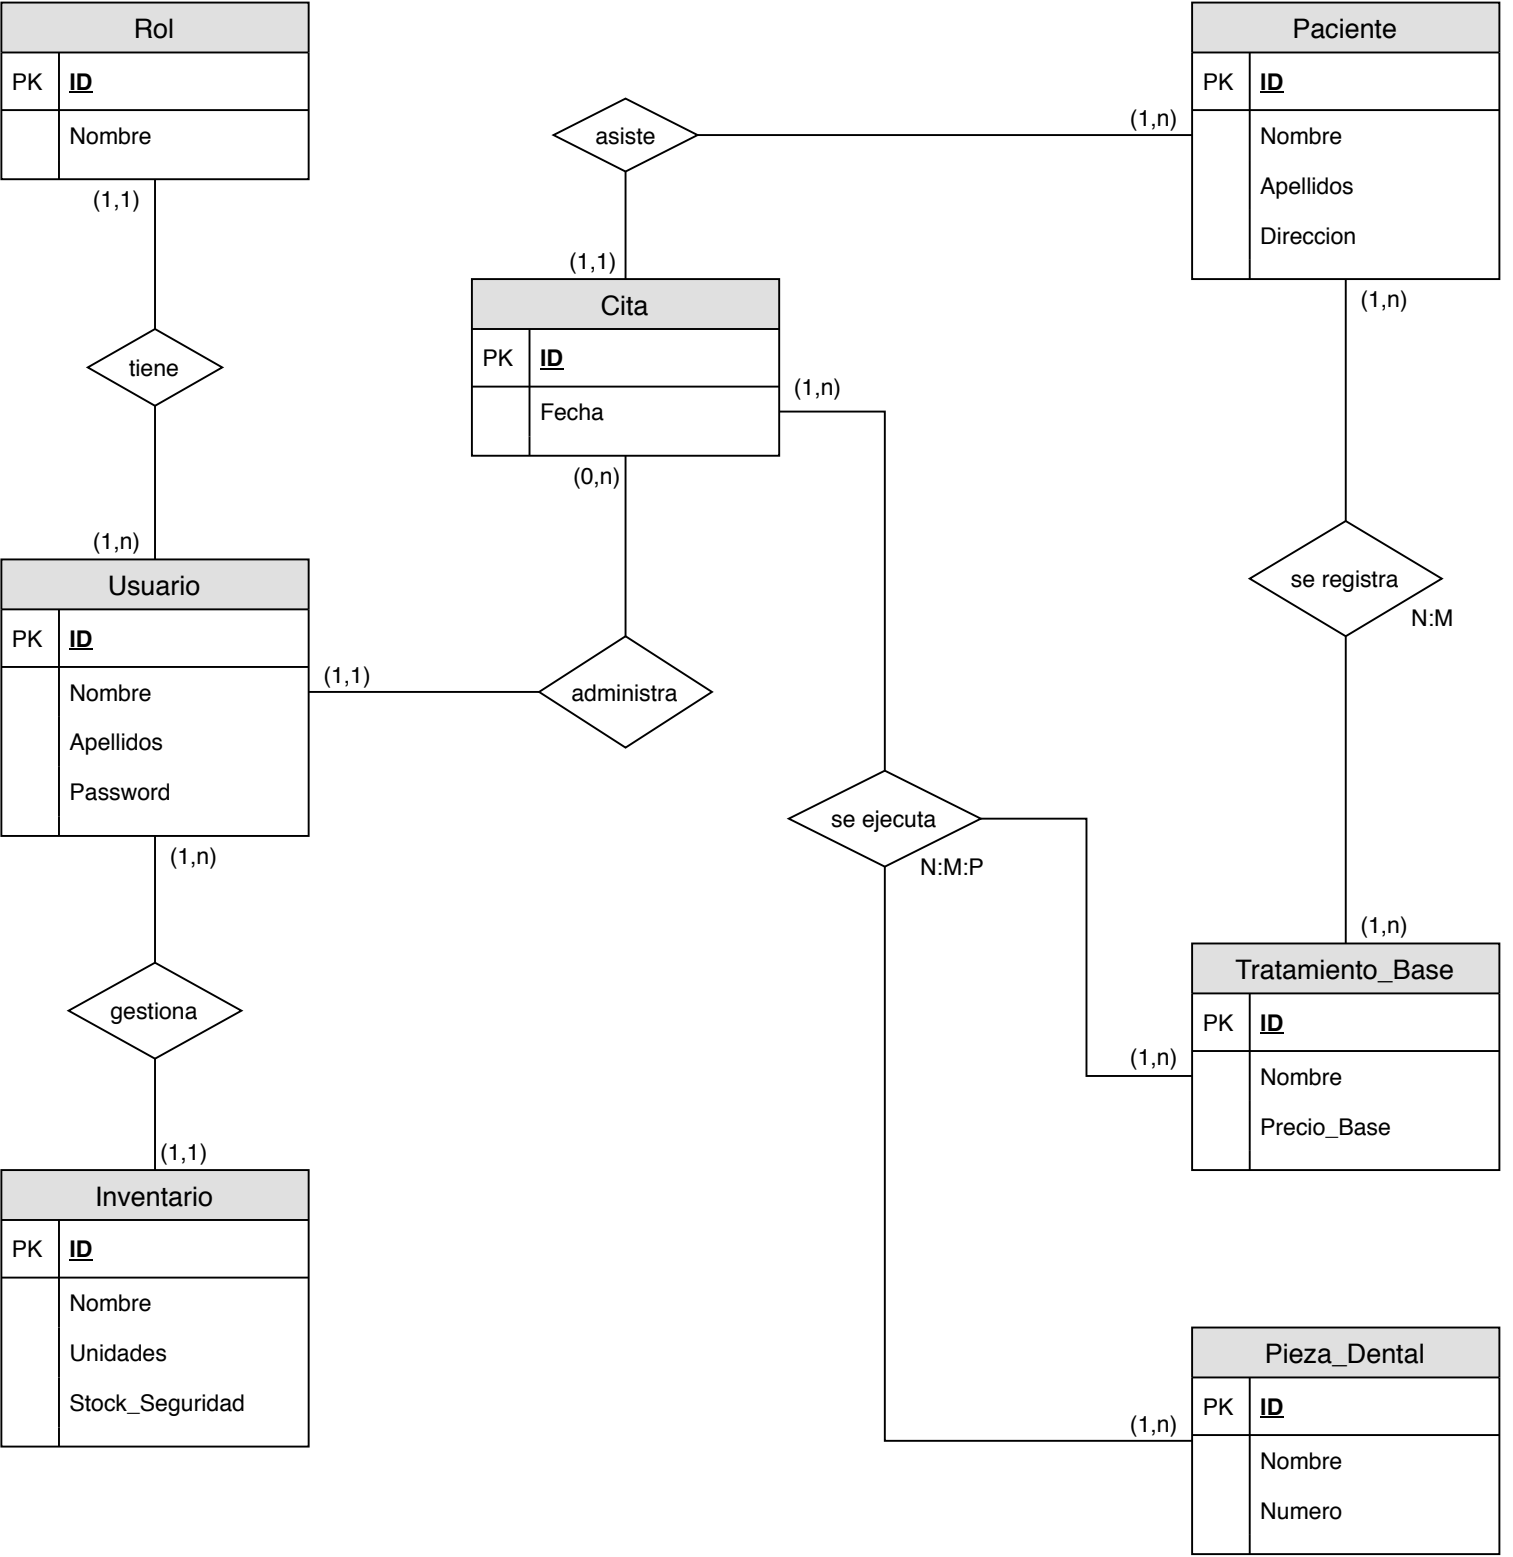 Rol
PK ID
Nombre
(1,1)
tiene
(1,n)
Usuario
PK ID
Nombre
Apellidos
Password
(1,1)
(1,n)
gestiona
(1,1)
Inventario
PK ID
Nombre
Unidades
Stock_Seguridad
asiste
(1,n)
(1,1)
Cita
PK ID
Fecha
(1,n)
(0,n)
administra
se ejecuta
N:M:P
Paciente
PK ID
Nombre
Apellidos
Direccion
(1,n)
se registra
N:M
(1,n)
Tratamiento_Base
PK ID
(1,n)
Nombre
Precio_Base
Pieza_Dental
PK ID
(1,n)
Nombre
Numero